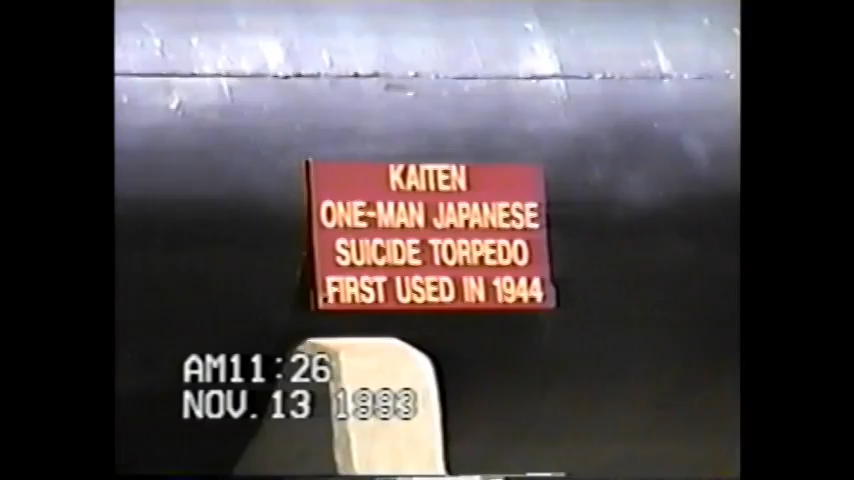 KAITEN
ONE-MAN JAPANESE
SUICIDE TORPEDO
FIRST USED IN 1944
AM11:26
NOV.13 1993